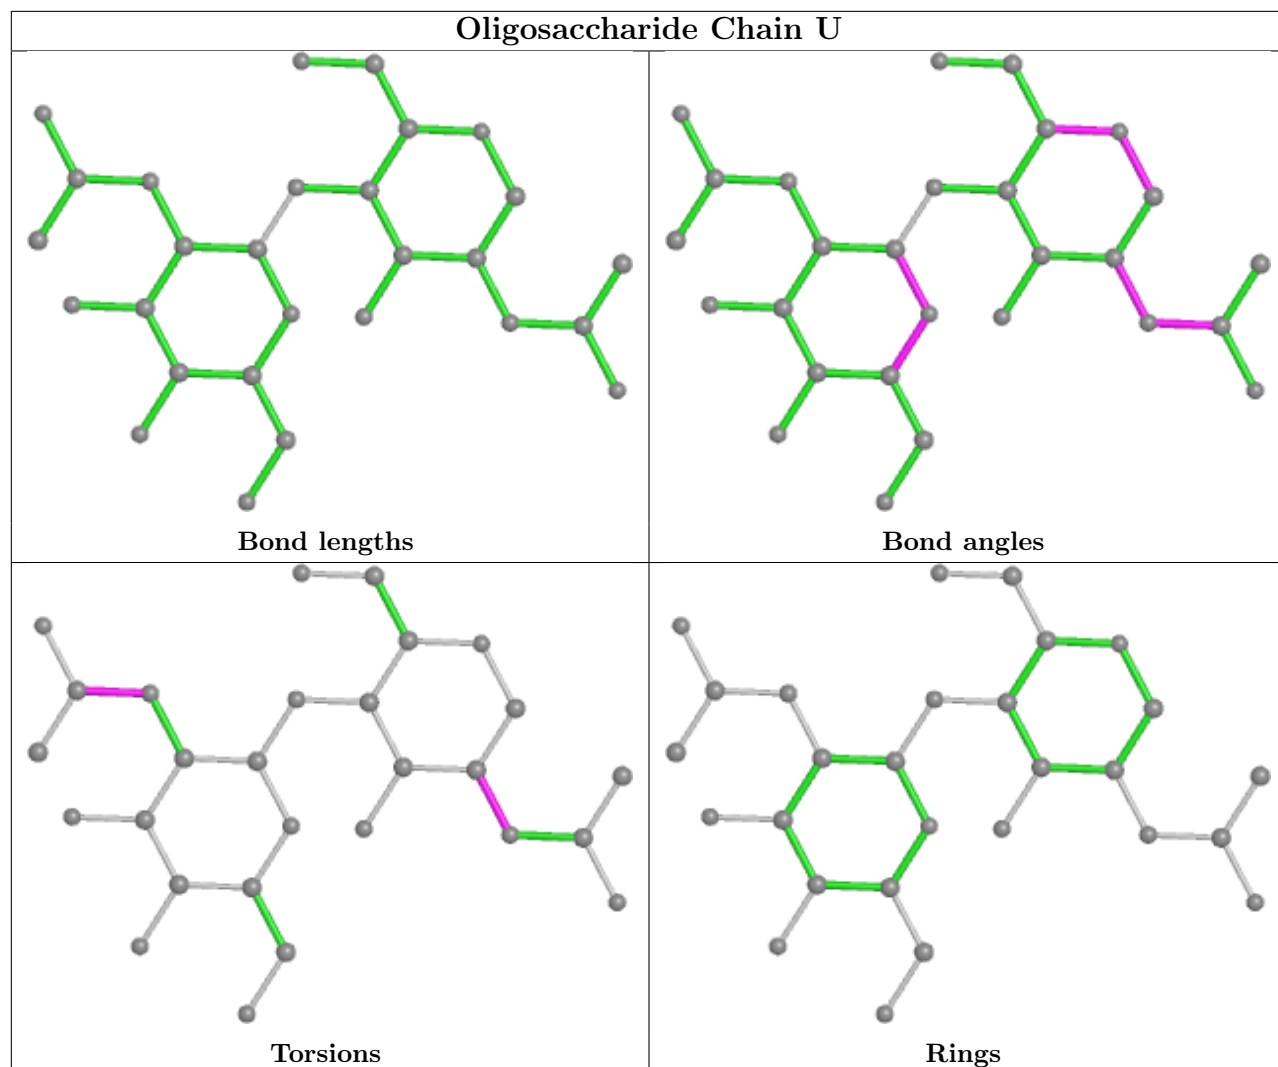 Oligosaccharide Chain U
Bond lengths
Bond angles
Torsions
Rings